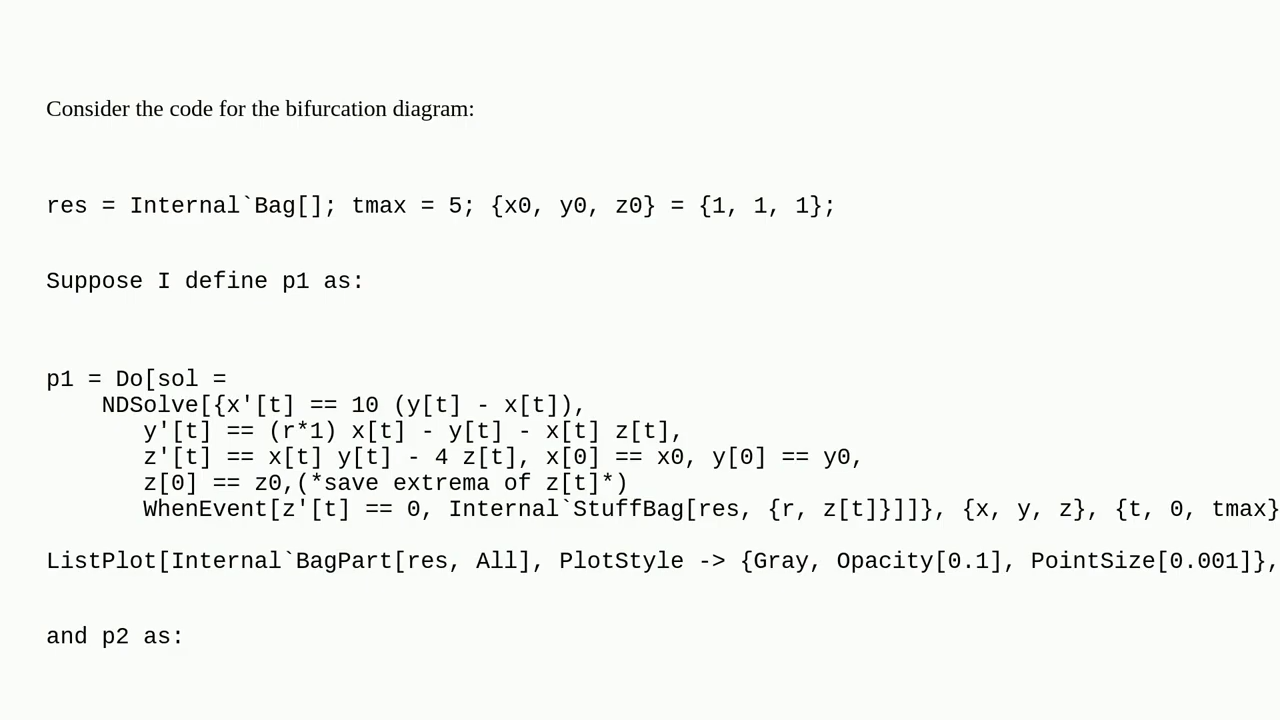 Consider the code for the bifurcation diagram:
res = Internal`Bag[]; tmax = 5; {x0, y0, z0} = {1, 1, 1};
Suppose I define p1 as:
p1 = Do[sol =
    NDSolve[{x'[t] == 10 (y[t] - x[t]),
       y'[t] == (r*1) x[t] - y[t] - x[t] z[t],
       z'[t] == x[t] y[t] - 4 z[t], x[0] == x0, y[0] == y0,
       z[0] == z0,(*save extrema of z[t]*)
       WhenEvent[z'[t] == 0, Internal`StuffBag[res, {r, z[t]}]]}, {x, y, z}, {t, 0, tmax}
ListPlot[Internal`BagPart[res, All], PlotStyle -> {Gray, Opacity[0.1], PointSize[0.001]},
and p2 as: